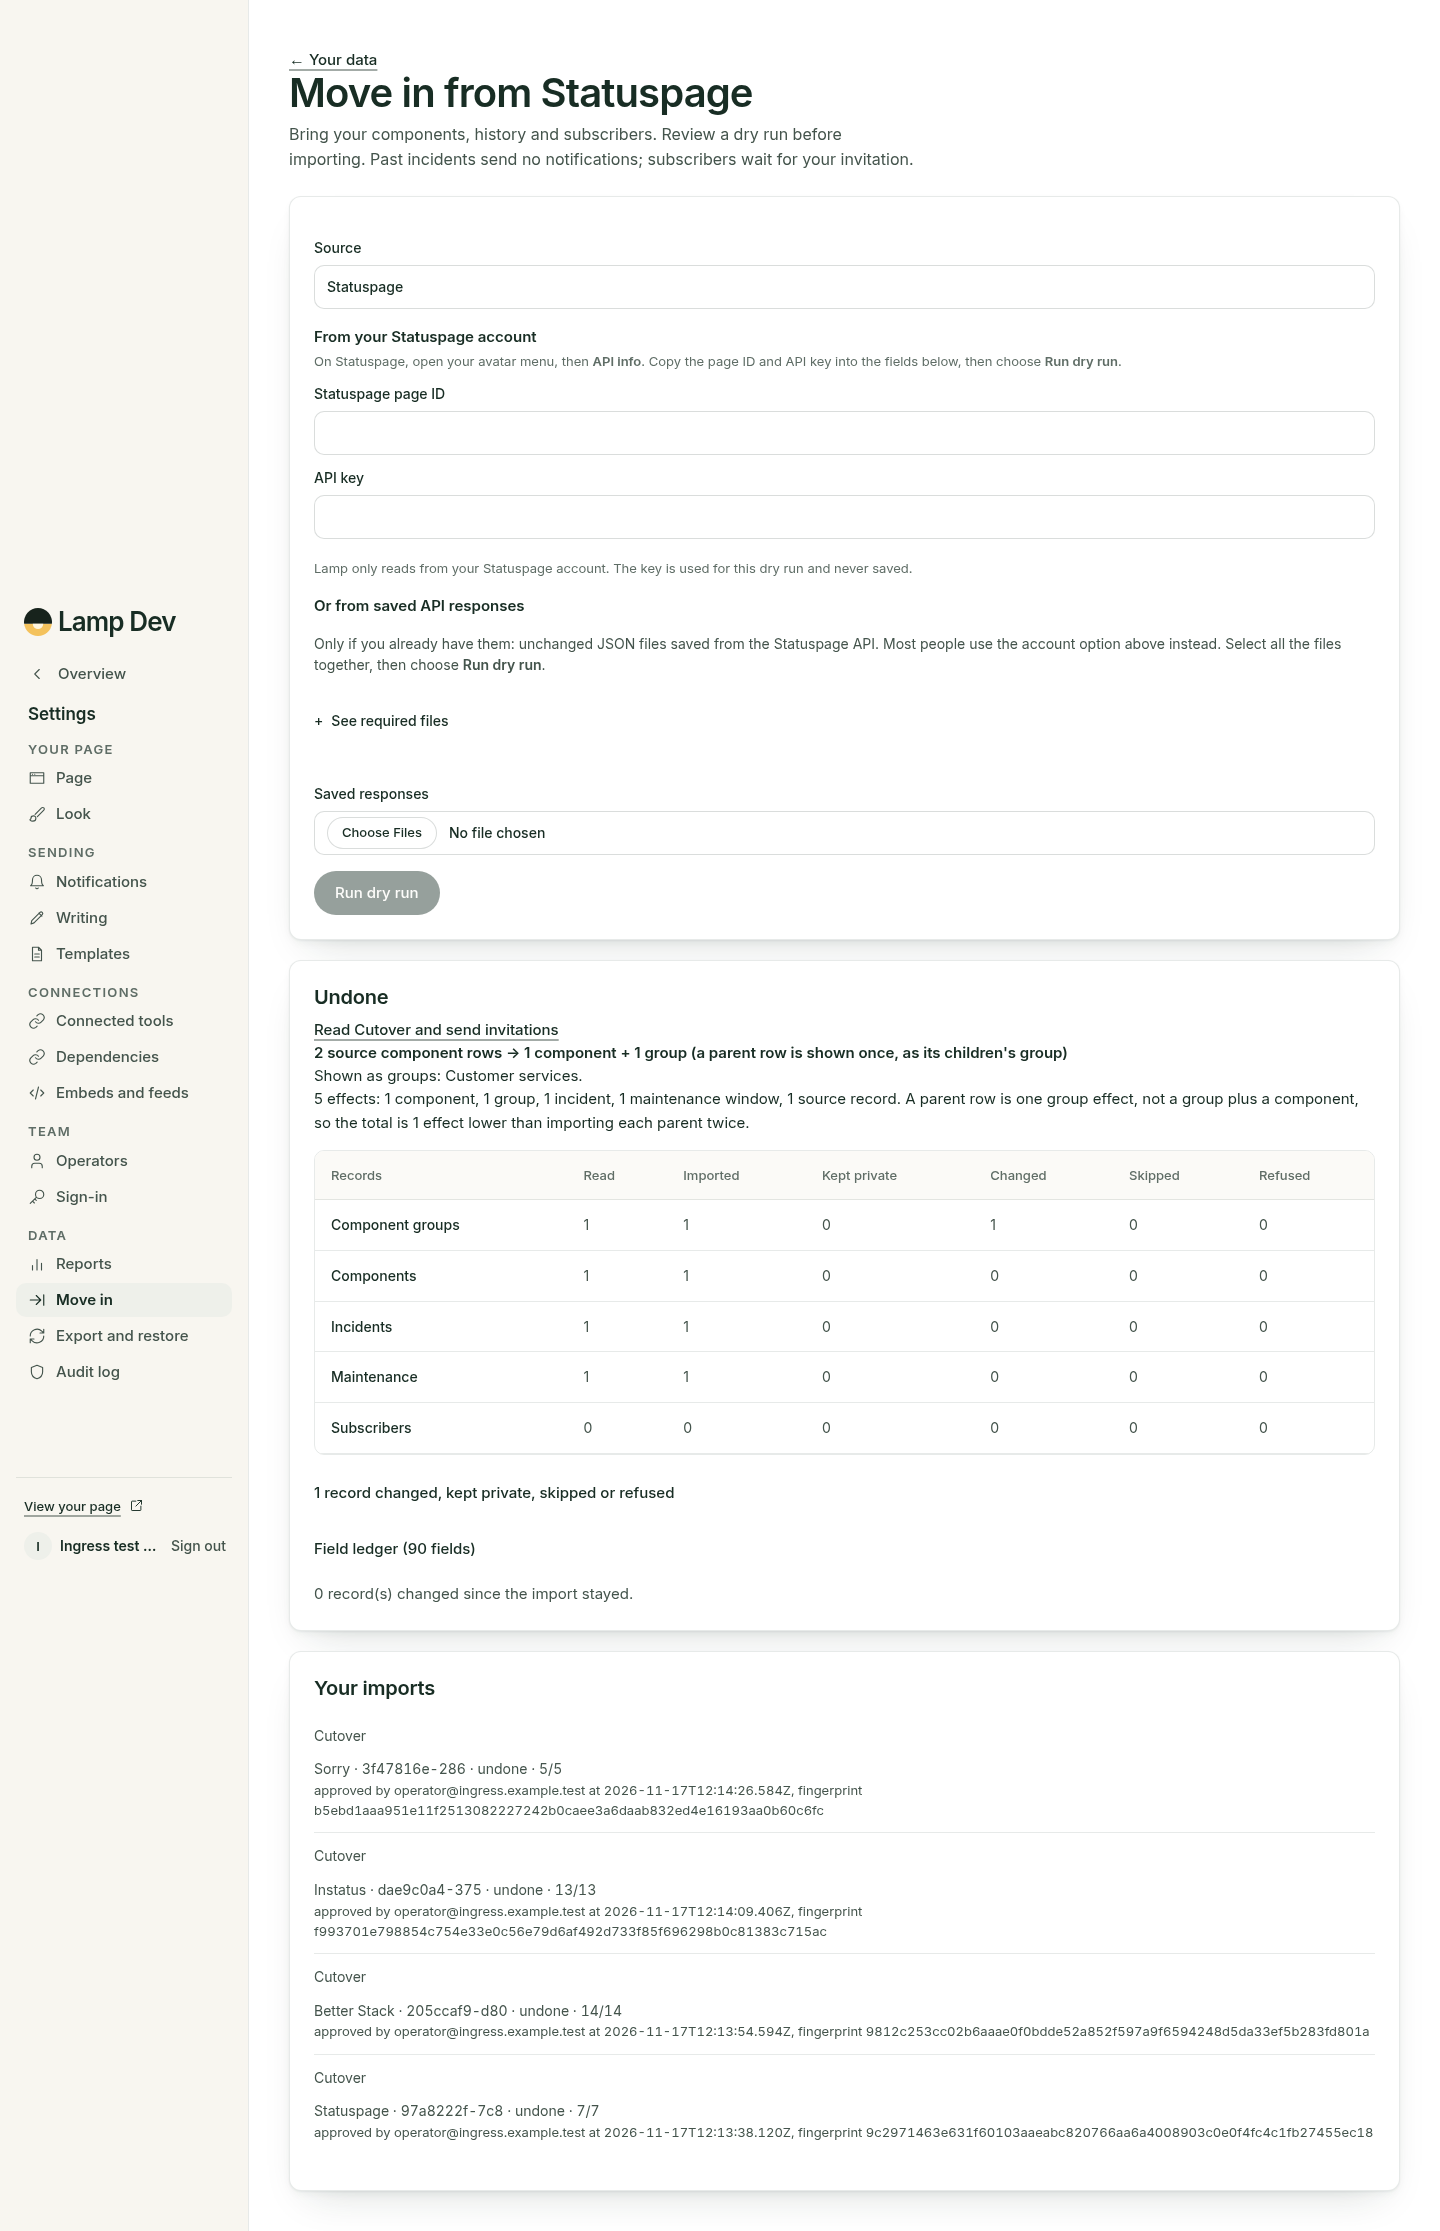 ← Your data
Move in from Statuspage
Bring your components, history and subscribers. Review a dry run before
importing. Past incidents send no notifications; subscribers wait for your invitation.
Source
Statuspage
From your Statuspage account
On Statuspage, open your avatar menu, then API info. Copy the page ID and API key into the fields below, then choose Run dry run.
Statuspage page ID
API key
Lamp only reads from your Statuspage account. The key is used for this dry run and never saved.
Or from saved API responses
Only if you already have them: unchanged JSON files saved from the Statuspage API. Most people use the account option above instead. Select all the files
together, then choose Run dry run.
+ See required files
Saved responses
Choose Files No file chosen
Run dry run
Lamp Dev
Overview
Settings
YOUR PAGE
Page
Look
SENDING
Notifications
Writing
Templates
CONNECTIONS
Connected tools
Dependencies
Embeds and feeds
TEAM
Operators
Sign-in
DATA
Reports
Move in
Export and restore
Audit log
View your page
I Ingress test ... Sign out
Undone
Read Cutover and send invitations
2 source component rows → 1 component + 1 group (a parent row is shown once, as its children's group)
Shown as groups: Customer services.
5 effects: 1 component, 1 group, 1 incident, 1 maintenance window, 1 source record. A parent row is one group effect, not a group plus a component,
so the total is 1 effect lower than importing each parent twice.
Records Read Imported Kept private Changed Skipped Refused
Component groups 1 1 0 1 0 0
Components 1 1 0 0 0 0
Incidents 1 1 0 0 0 0
Maintenance 1 1 0 0 0 0
Subscribers 0 0 0 0 0 0
1 record changed, kept private, skipped or refused
Field ledger (90 fields)
0 record(s) changed since the import stayed.
Your imports
Cutover
Sorry · 3f47816e-286 · undone · 5/5
approved by operator@ingress.example.test at 2026-11-17T12:14:26.584Z, fingerprint
b5ebd1aaa951e11f2513082227242b0caee3a6daab832ed4e16193aa0b60c6fc
Cutover
Instatus · dae9c0a4-375 · undone · 13/13
approved by operator@ingress.example.test at 2026-11-17T12:14:09.406Z, fingerprint
f993701e798854c754e33e0c56e79d6af492d733f85f696298b0c81383c715ac
Cutover
Better Stack · 205ccaf9-d80 · undone · 14/14
approved by operator@ingress.example.test at 2026-11-17T12:13:54.594Z, fingerprint 9812c253cc02b6aaae0f0bdde52a852f597a9f6594248d5da33ef5b283fd801a
Cutover
Statuspage · 97a8222f-7c8 · undone · 7/7
approved by operator@ingress.example.test at 2026-11-17T12:13:38.120Z, fingerprint 9c2971463e631f60103aaeabc820766aa6a4008903c0e0f4fc4c1fb27455ec18